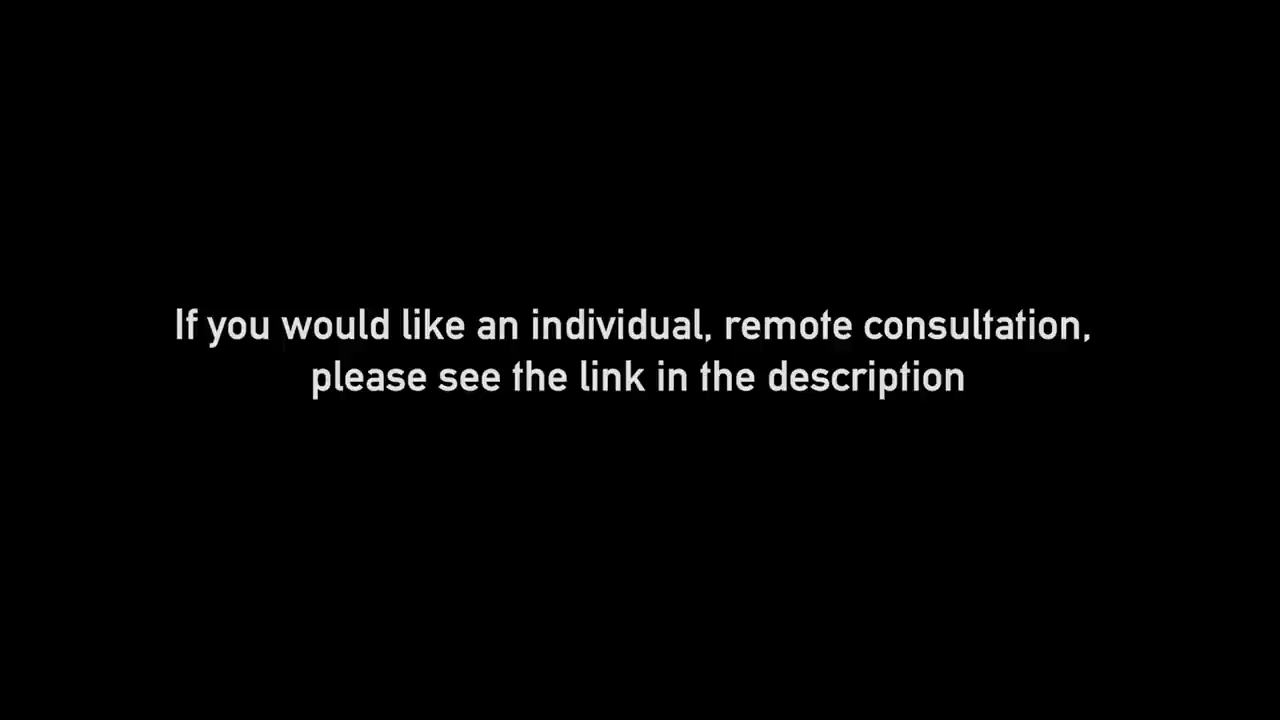 If you would like an individual, remote consultation,
please see the link in the description